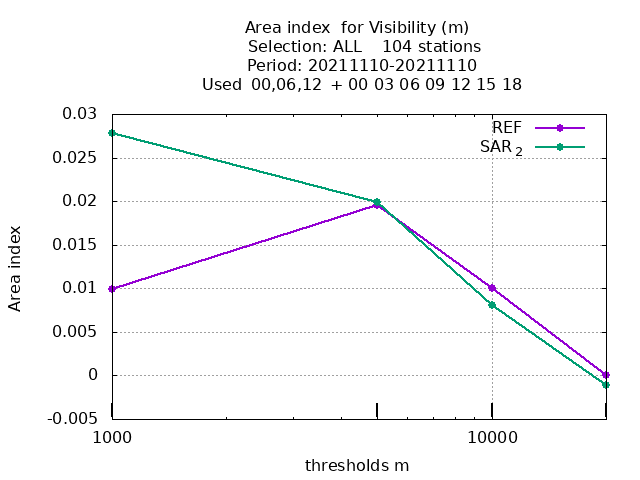 Area index  for Visibility (m)
Selection: ALL    104 stations
Period: 20211110-20211110
Used  00,06,12  + 00 03 06 09 12 15 18
0.03
REF
SAR 2
0.025
0.02
0.015
0.01
0.005
0
-0.005
Area index
1000
10000
thresholds m